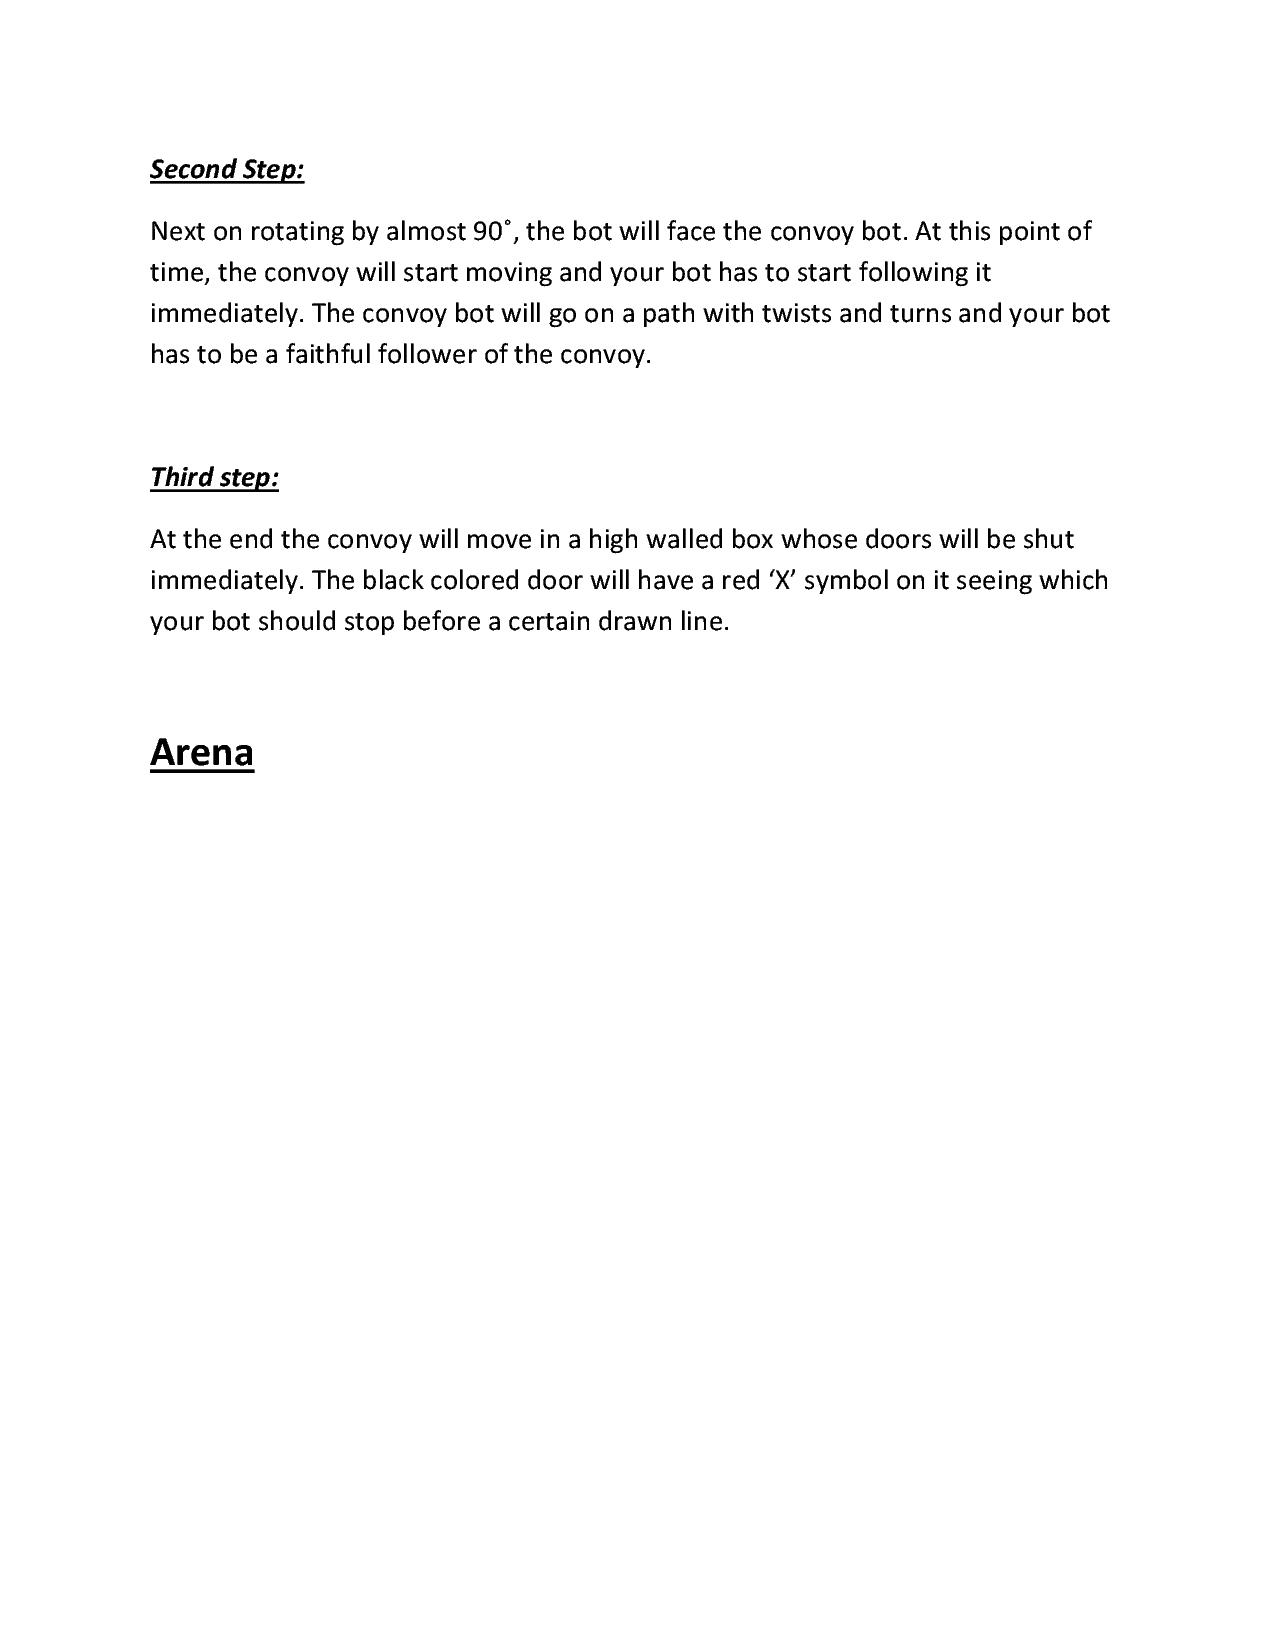 Second Step:
Next on rotating by almost 90˚, the bot will face the convoy bot. At this point of
time, the convoy will start moving and your bot has to start following it
immediately. The convoy bot will go on a path with twists and turns and your bot
has to be a faithful follower of the convoy.
Third step:
At the end the convoy will move in a high walled box whose doors will be shut
immediately. The black colored door will have a red ‘X’ symbol on it seeing which
your bot should stop before a certain drawn line.
Arena